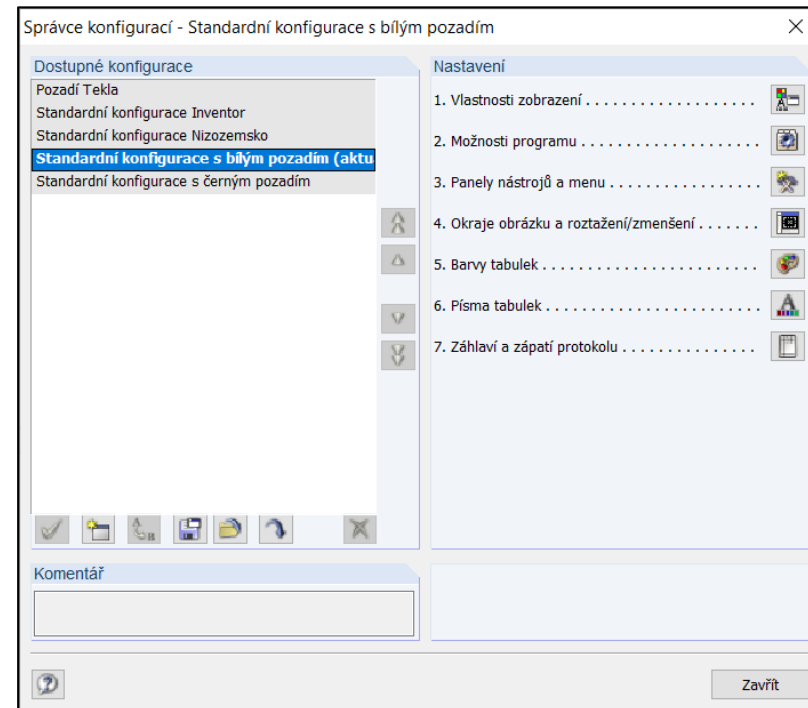 Správce konfigurací - Standardní konfigurace s bílým pozadím
Dostupné konfigurace
Pozadí Tekla
Standardní konfigurace Inventor
Standardní konfigurace Nizozemsko
Standardní konfigurace s bílým pozadím (aktu
Standardní konfigurace s černým pozadím
Komentář
Nastavení
1. Vlastnosti zobrazení . . . . . . . . . . . . . . . . . . .
2. Možnosti programu . . . . . . . . . . . . . . . . . . . .
3. Panely nástrojů a menu . . . . . . . . . . . . . . . .
4. Okraje obrázku a roztažení/zmenšení . . . . . . .
5. Barvy tabulek . . . . . . . . . . . . . . . . . . . . . . . .
6. Písma tabulek . . . . . . . . . . . . . . . . . . . . . . . .
7. Záhlaví a zápatí protokolu . . . . . . . . . . . . . . .
Zavřít